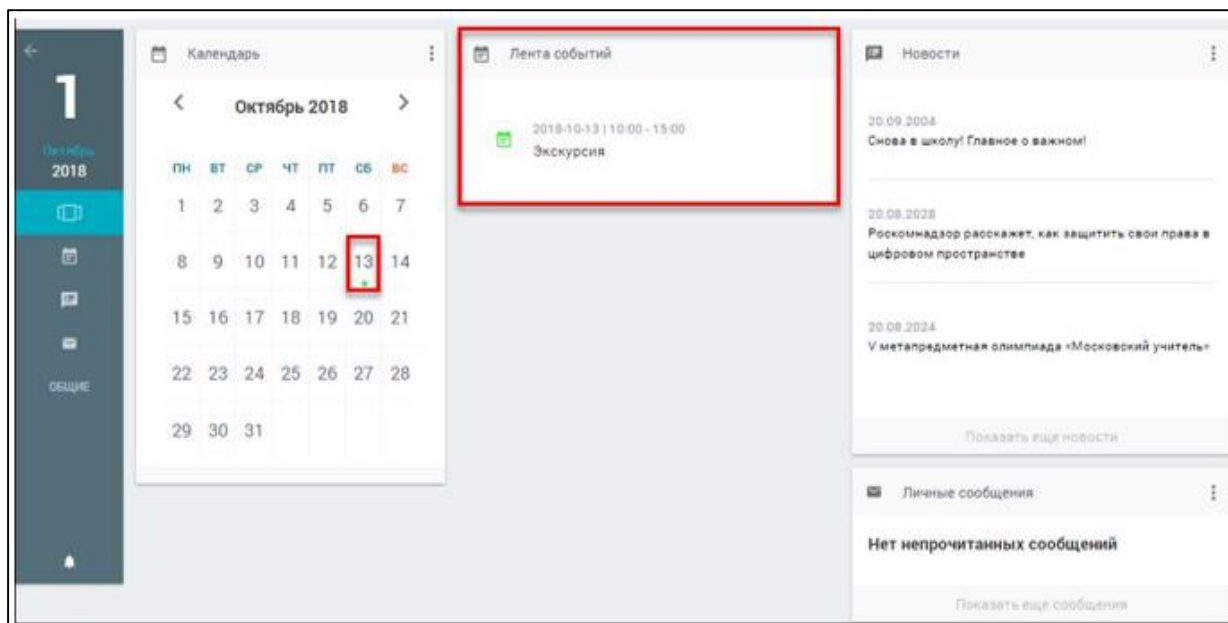 1
Октябрь
2018
ОБЩИЕ
Календарь
Октябрь 2018
ПН ВТ СР ЧТ ПТ СБ ВС
1 2 3 4 5 6 7
8 9 10 11 12 13 14
15 16 17 18 19 20 21
22 23 24 25 26 27 28
29 30 31
Лента событий
2018-10-13 | 10:00 - 15:00
Экскурсия
Новости
20.09.2004
Снова в школу! Главное о важном!
20.08.2028
Роскомнадзор расскажет, как защитить свои права в
цифровом пространстве
20.08.2024
V метапредметная олимпиада «Московский учитель»
Показать еще новости
Личные сообщения
Нет непрочитанных сообщений
Показать еще сообщения